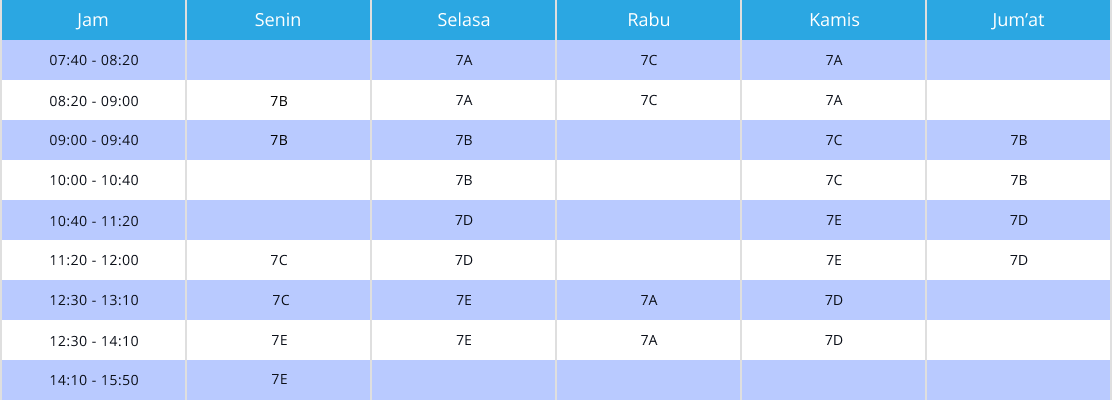 Jam Senin Selasa Rabu Kamis Jum’at
07:40 - 08:20 7A 7C 7A
08:20 - 09:00 7B 7A 7C 7A
09:00 - 09:40 7B 7B 7C 7B
10:00 - 10:40 7B 7C 7B
10:40 - 11:20 7D 7E 7D
11:20 - 12:00 7C 7D 7E 7D
12:30 - 13:10 7C 7E 7A 7D
12:30 - 14:10 7E 7E 7A 7D
14:10 - 15:50 7E